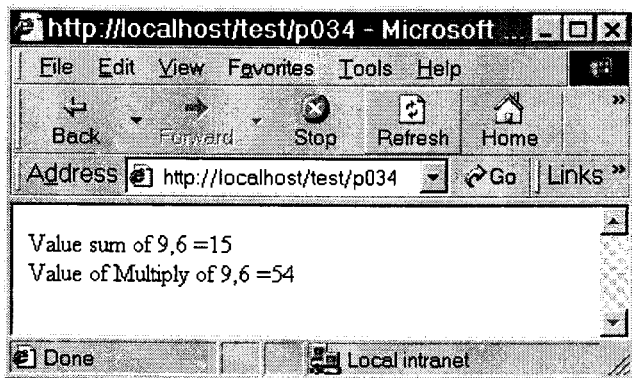 http://localhost/test/p034 - Microsoft ...
File Edit View Favorites Tools Help
Back Forward Stop Refresh Home »
Address http://localhost/test/p034 Go Links »
Value sum of 9,6 =15
Value of Multiply of 9,6 =54
Done Local intranet